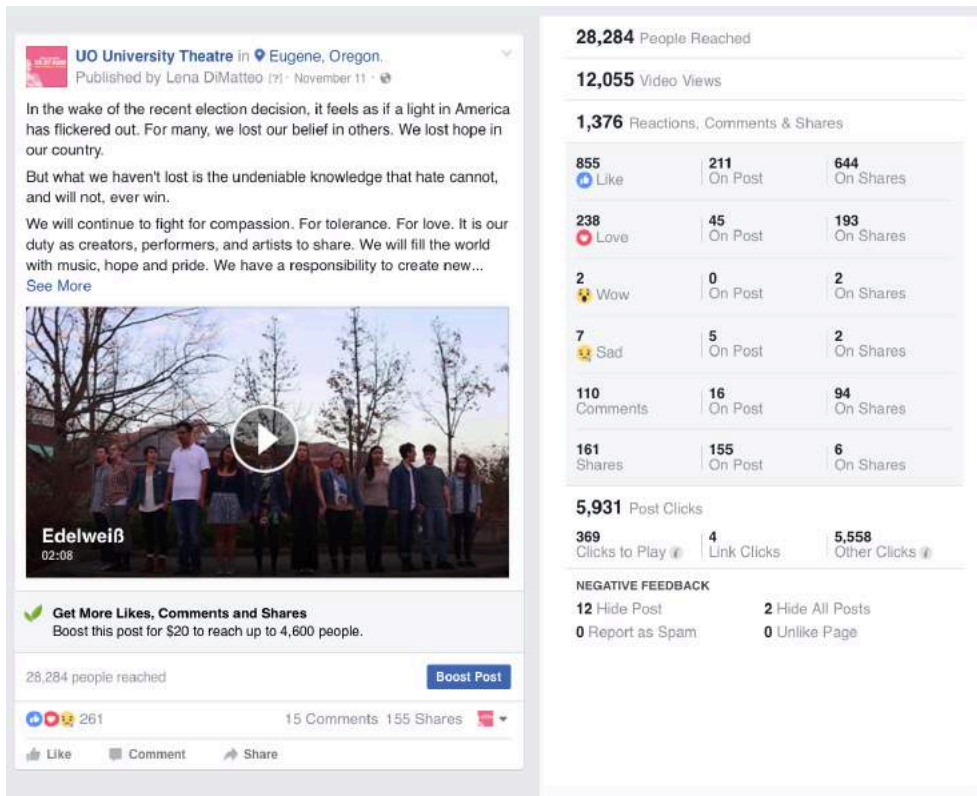 UO University Theatre in Eugene, Oregon.
Published by Lena DiMatteo [?] · November 11 ·
In the wake of the recent election decision, it feels as if a light in America
has flickered out. For many, we lost our belief in others. We lost hope in
our country.
But what we haven't lost is the undeniable knowledge that hate cannot,
and will not, ever win.
We will continue to fight for compassion. For tolerance. For love. It is our
duty as creators, performers, and artists to share. We will fill the world
with music, hope and pride. We have a responsibility to create new...
See More
Edelweiß
02:08
Get More Likes, Comments and Shares
Boost this post for $20 to reach up to 4,600 people.
28,284 people reached
Boost Post
261
15 Comments 155 Shares
Like Comment Share
28,284 People Reached
12,055 Video Views
1,376 Reactions, Comments & Shares
855 211 644
Like On Post On Shares
238 45 193
Love On Post On Shares
2 0 2
Wow On Post On Shares
7 5 2
Sad On Post On Shares
110 16 94
Comments On Post On Shares
161 155 6
Shares On Post On Shares
5,931 Post Clicks
369 4 5,558
Clicks to Play i Link Clicks Other Clicks i
NEGATIVE FEEDBACK
12 Hide Post 2 Hide All Posts
0 Report as Spam 0 Unlike Page